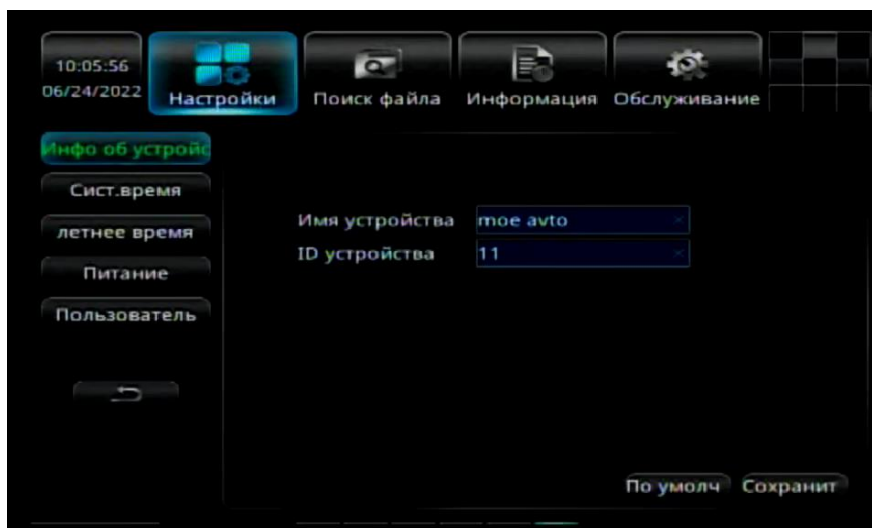 10:05:56
06/24/2022
Настройки
Поиск файла
Информация
Обслуживание
Инфо об устройс
Сист.время
летнее время
Питание
Пользователь
Имя устройства moe avto
ID устройства 11
По умолч Сохранит